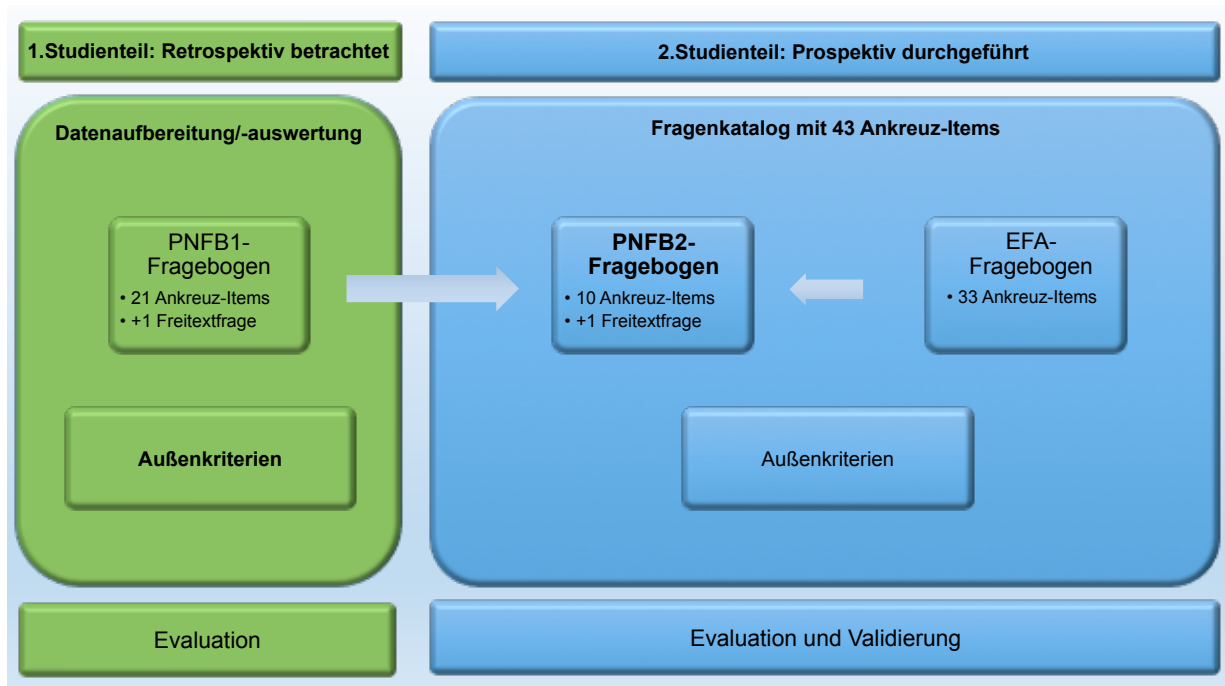 1.Studienteil: Retrospektiv betrachtet
2.Studienteil: Prospektiv durchgeführt
Datenaufbereitung/-auswertung
PNFB1-
Fragebogen
• 21 Ankreuz-Items
• +1 Freitextfrage
Außenkriterien
Fragenkatalog mit 43 Ankreuz-Items
PNFB2-
Fragebogen
• 10 Ankreuz-Items
• +1 Freitextfrage
EFA-
Fragebogen
• 33 Ankreuz-Items
Außenkriterien
Evaluation
Evaluation und Validierung